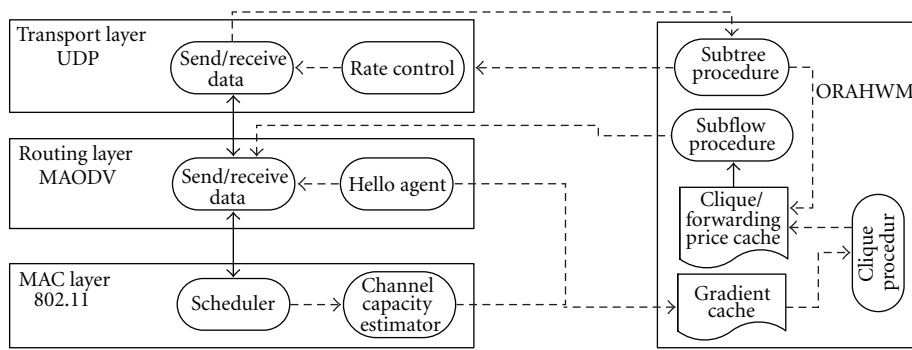 Transport layer
UDP
Send/receive
data
Rate control
Routing layer
MAODV
Send/receive
data
Hello agent
MAC layer
802.11
Scheduler
Channel
capacity
estimator
Subtree
procedure
ORAHWM
Subflow
procedure
Clique/
forwarding
price cache
Clique
procedur
Gradient
cache